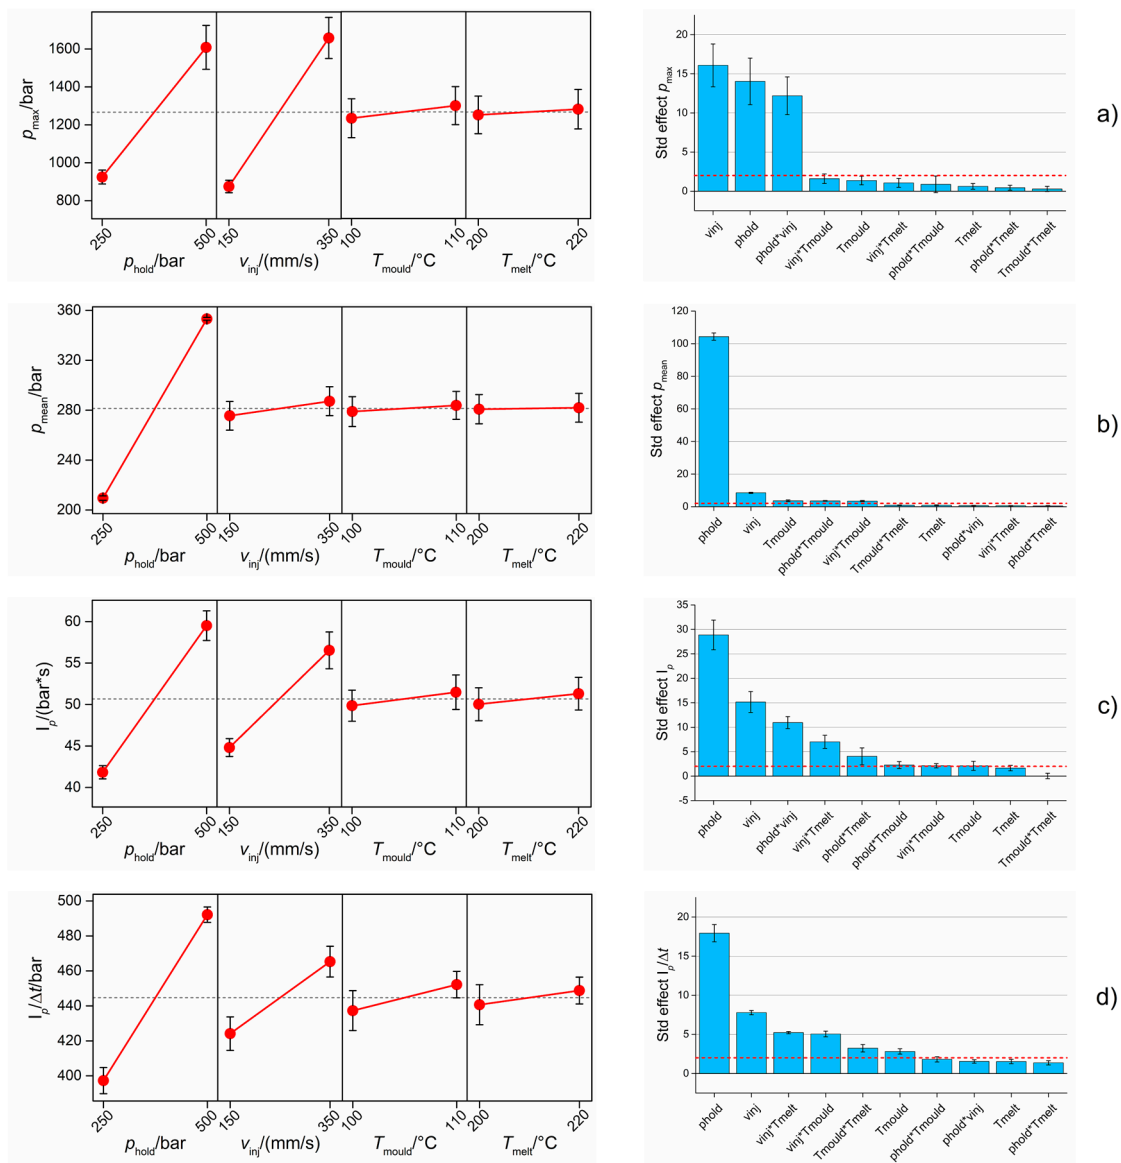 1600
1400
1200
1000
800
p_max/bar
250
500
150
350
100
110
200
220
p_hold/bar
v_inj/(mm/s)
T_mould/°C
T_melt/°C
20
15
10
5
0
Std effect p_max
vinj
phold
phold*vinj
vinj*Tmould
Tmould
vinj*Tmelt
phold*Tmould
Tmelt
phold*Tmelt
Tmould*Tmelt
a)
360
320
280
240
200
p_mean/bar
250
500
150
350
100
110
200
220
p_hold/bar
v_inj/(mm/s)
T_mould/°C
T_melt/°C
120
100
80
60
40
20
0
Std effect p_mean
phold
vinj
Tmould
phold*Tmould
vinj*Tmould
Tmould*Tmelt
Tmelt
phold*vinj
vinj*Tmelt
phold*Tmelt
b)
60
55
50
45
40
I_p/(bar*s)
250
500
150
350
100
110
200
220
p_hold/bar
v_inj/(mm/s)
T_mould/°C
T_melt/°C
35
30
25
20
15
10
5
0
-5
Std effect I_p
phold
vinj
phold*vinj
vinj*Tmelt
phold*Tmelt
phold*Tmould
vinj*Tmould
Tmould
Tmelt
Tmould*Tmelt
c)
500
480
460
440
420
400
I_p/Δt/bar
250
500
150
350
100
110
200
220
p_hold/bar
v_inj/(mm/s)
T_mould/°C
T_melt/°C
20
15
10
5
0
Std effect I_p/Δt
phold
vinj
vinj*Tmelt
vinj*Tmould
Tmould*Tmelt
Tmould
phold*Tmould
phold*vinj
Tmelt
phold*Tmelt
d)